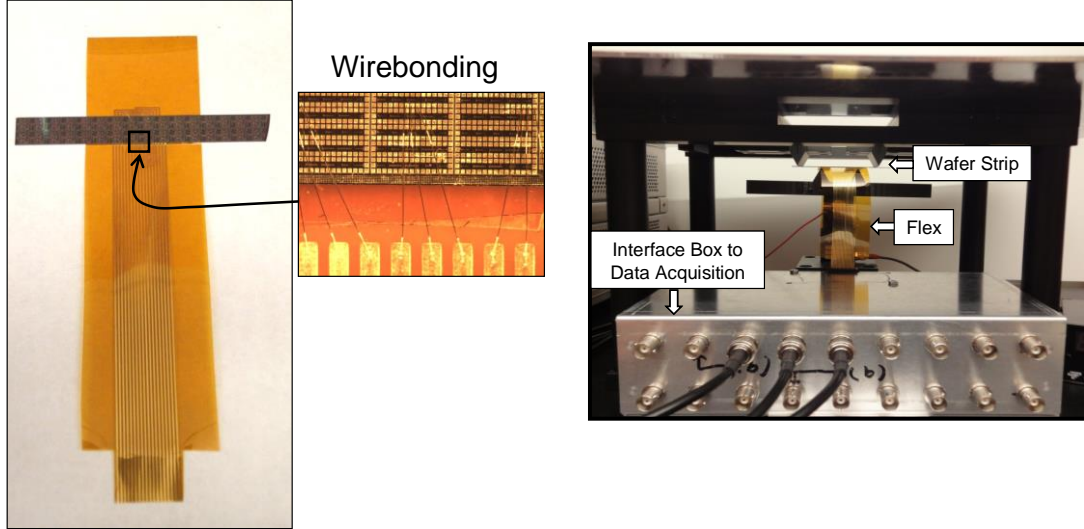 Wirebonding
Wafer Strip
Flex
Interface Box to
Data Acquisition
(b)